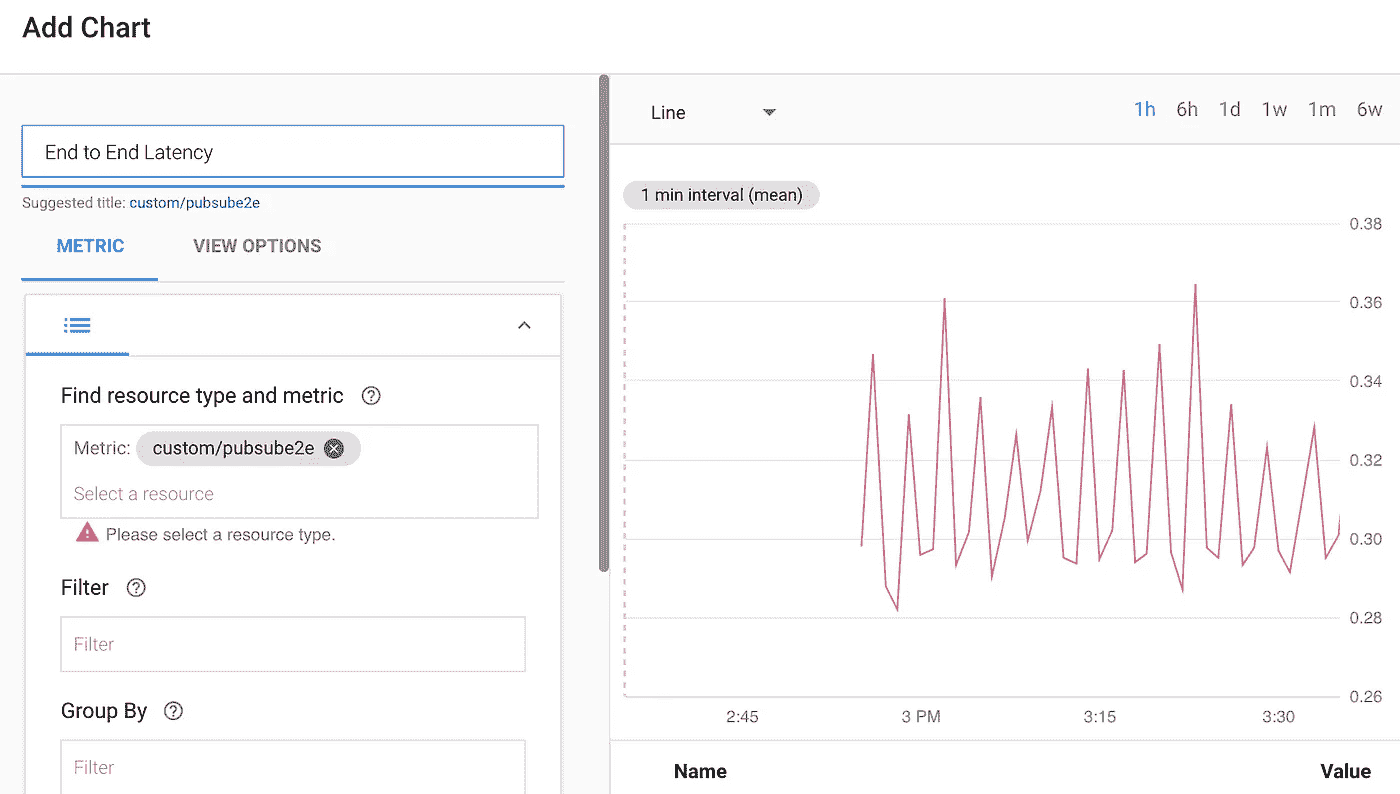 Add Chart
End to End Latency
Suggested title: custom/pubsube2e
METRIC VIEW OPTIONS
Find resource type and metric
Metric: custom/pubsube2e
Select a resource
Please select a resource type.
Filter
Filter
Group By
Filter
Line
1h 6h 1d 1w 1m 6w
1 min interval (mean)
0.38
0.36
0.34
0.32
0.30
0.28
0.26
2:45 3 PM 3:15 3:30
Name Value